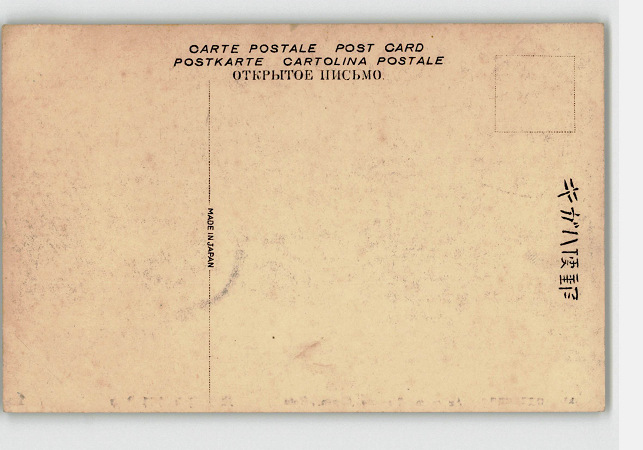 CARTE POSTALE POST CARD
POSTKARTE CARTOLINA POSTALE
ОТКРЫТОЕ ПИСЬМО.
MADE IN JAPAN
郵便ハガキ